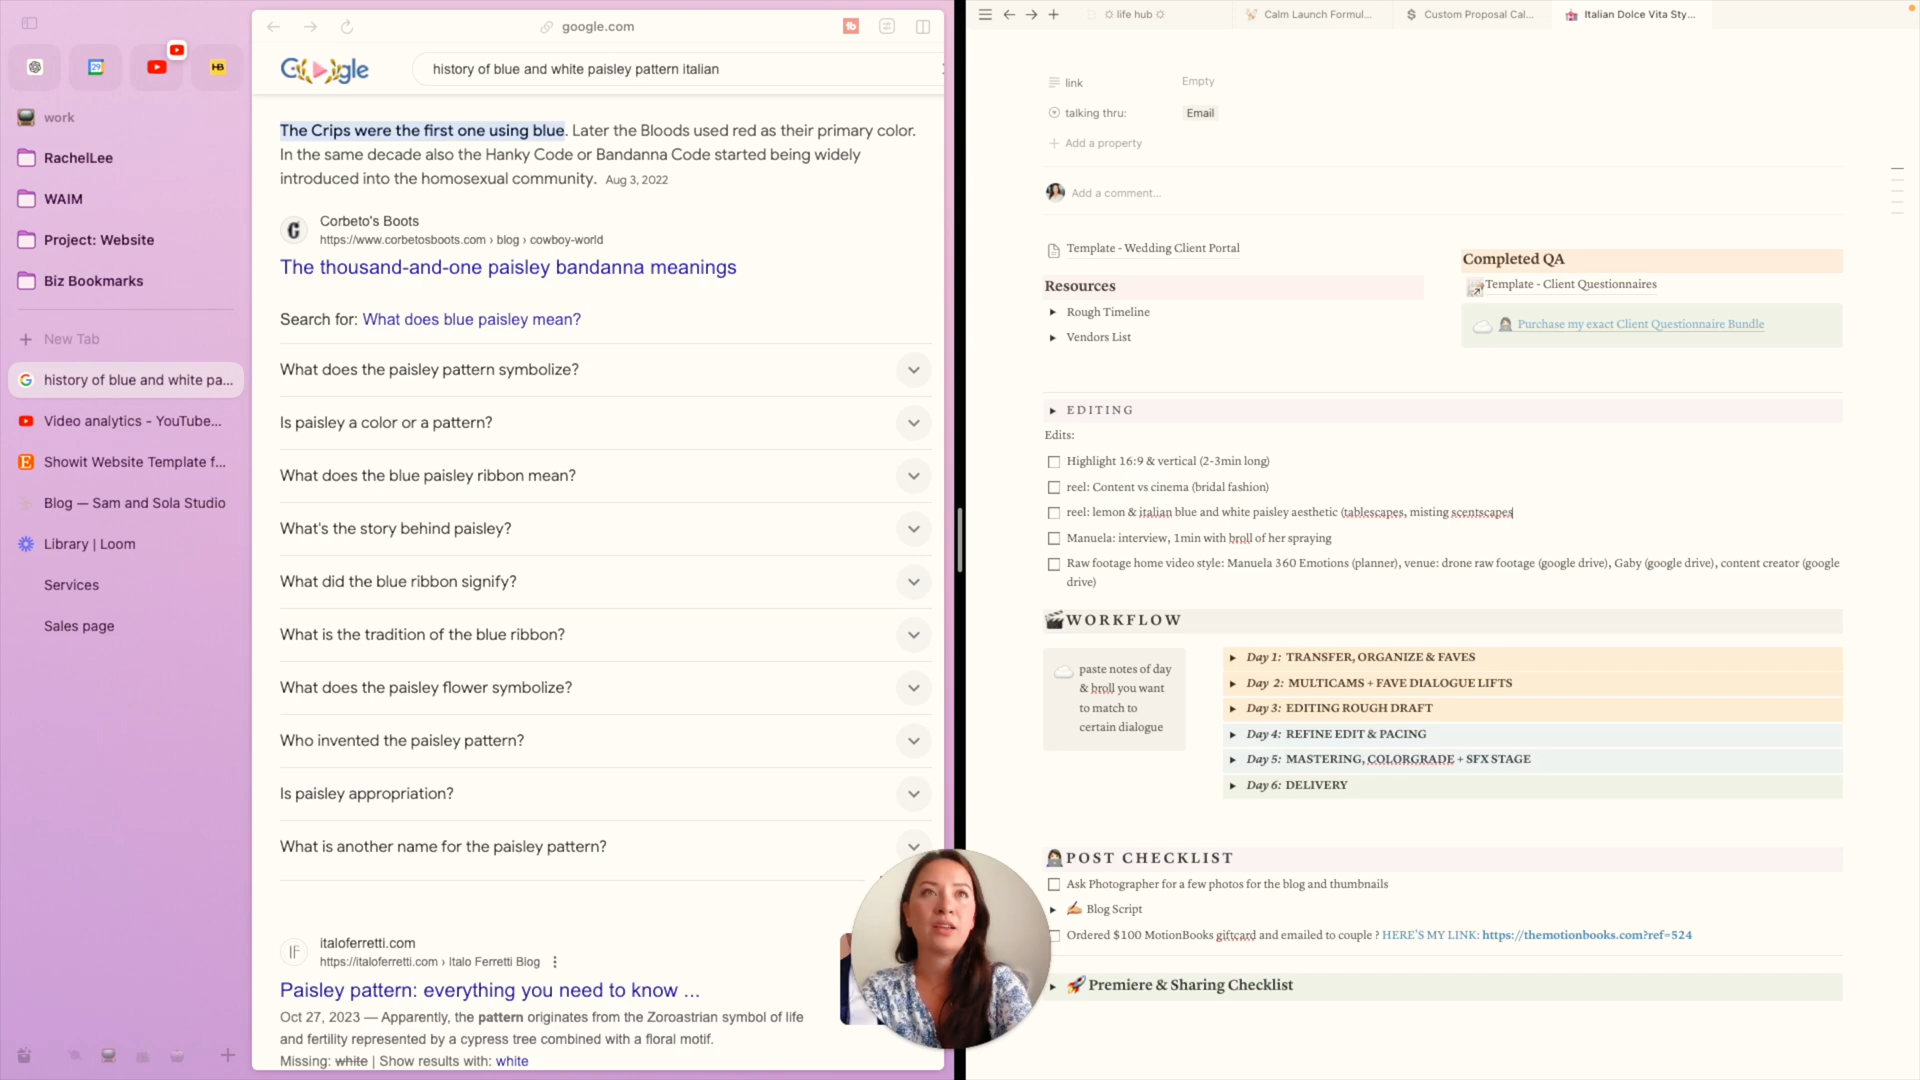 work
RachelLee
WAIM
Project: Website
Biz Bookmarks
New Tab
history of blue and white pa...
Video analytics - YouTube...
Showit Website Template f...
Blog — Sam and Sola Studio
Library | Loom
Services
Sales page
29
HB
google.com
history of blue and white paisley pattern italian
The Crips were the first one using blue. Later the Bloods used red as their primary color.
In the same decade also the Hanky Code or Bandanna Code started being widely
introduced into the homosexual community. Aug 3, 2022
Corbeto's Boots
https://www.corbetosboots.com › blog › cowboy-world
The thousand-and-one paisley bandanna meanings
Search for: What does blue paisley mean?
What does the paisley pattern symbolize?
Is paisley a color or a pattern?
What does the blue paisley ribbon mean?
What's the story behind paisley?
What did the blue ribbon signify?
What is the tradition of the blue ribbon?
What does the paisley flower symbolize?
Who invented the paisley pattern?
Is paisley appropriation?
What is another name for the paisley pattern?
IF
italoferretti.com
https://italoferretti.com › Italo Ferretti Blog
Paisley pattern: everything you need to know ...
Oct 27, 2023 — Apparently, the pattern originates from the Zoroastrian symbol of life
and fertility represented by a cypress tree combined with a floral motif.
Missing: white | Show results with: white
life hub
Calm Launch Formul...
Custom Proposal Cal...
Italian Dolce Vita Sty...
link Empty
talking thru: Email
Add a property
Add a comment...
Template - Wedding Client Portal
Resources
Rough Timeline
Vendors List
Completed QA
Template - Client Questionnaires
Purchase my exact Client Questionnaire Bundle
EDITING
Edits:
Highlight 16:9 & vertical (2-3min long)
reel: Content vs cinema (bridal fashion)
reel: lemon & italian blue and white paisley aesthetic (tablescapes, misting scentscapes
Manuela: interview, 1min with broll of her spraying
Raw footage home video style: Manuela 360 Emotions (planner), venue: drone raw footage (google drive), Gaby (google drive), content creator (google
drive)
WORKFLOW
paste notes of day
& broll you want
to match to
certain dialogue
Day 1: TRANSFER, ORGANIZE & FAVES
Day 2: MULTICAMS + FAVE DIALOGUE LIFTS
Day 3: EDITING ROUGH DRAFT
Day 4: REFINE EDIT & PACING
Day 5: MASTERING, COLORGRADE + SFX STAGE
Day 6: DELIVERY
POST CHECKLIST
Ask Photographer for a few photos for the blog and thumbnails
Blog Script
Ordered $100 MotionBooks giftcard and emailed to couple ? HERE'S MY LINK: https://themotionbooks.com?ref=524
Premiere & Sharing Checklist